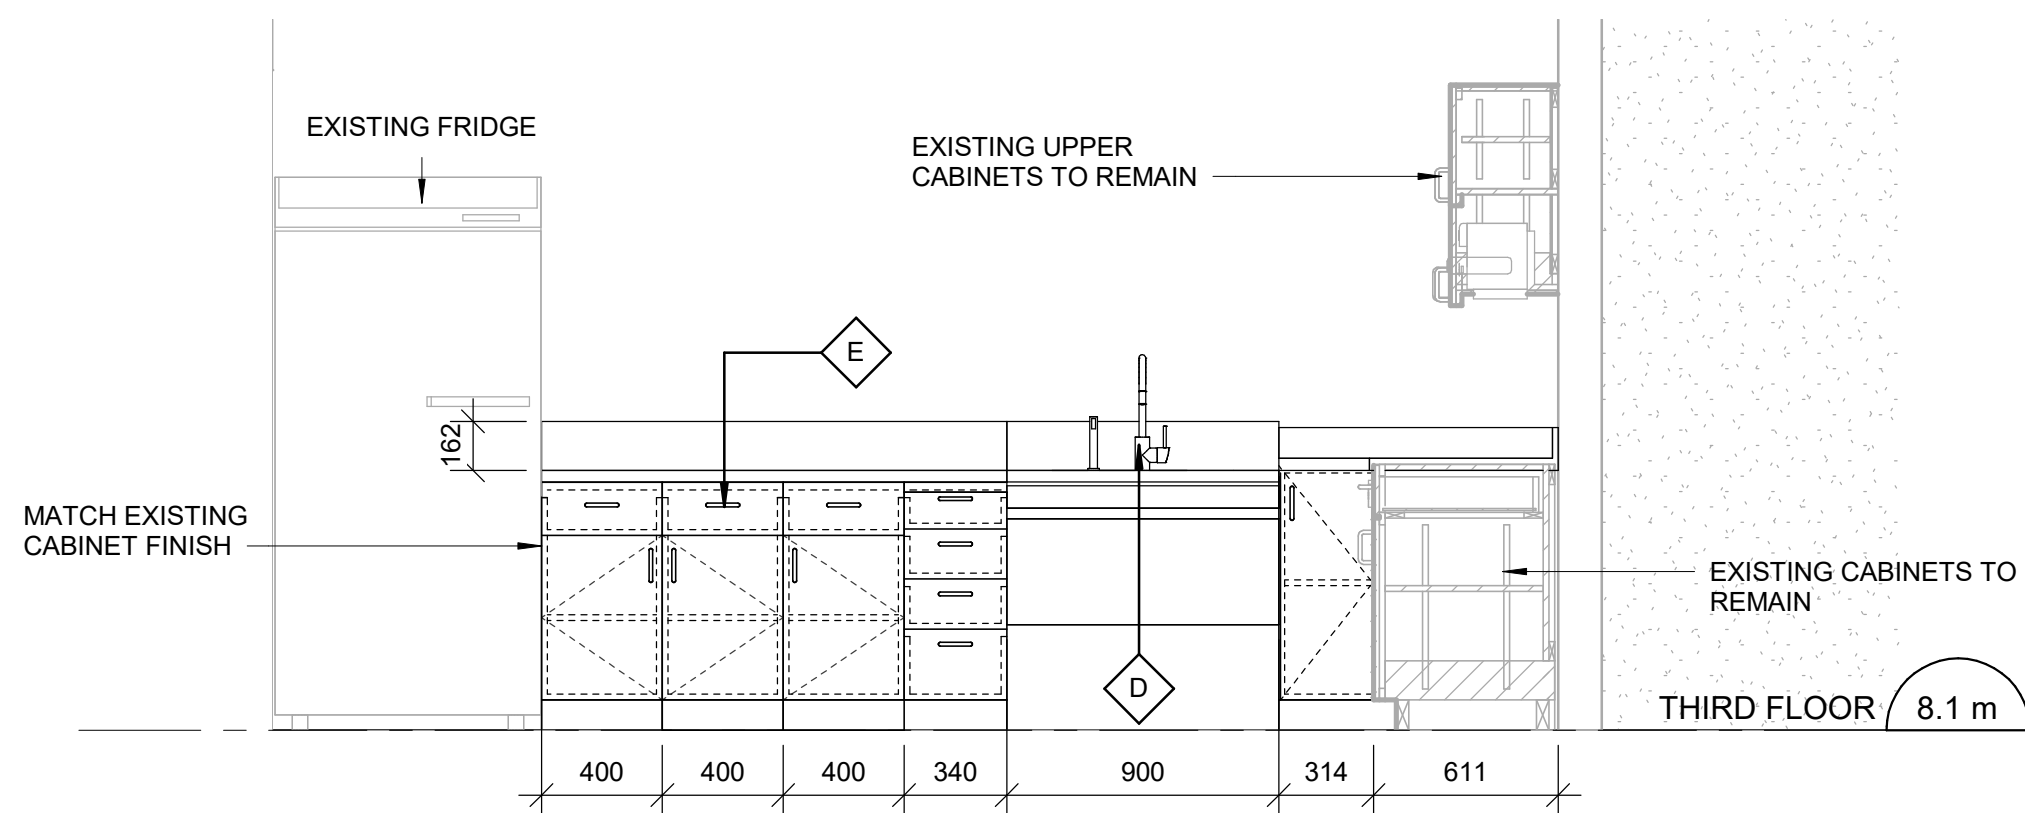 EXISTING FRIDGE
EXISTING UPPER
CABINETS TO REMAIN
E
162
MATCH EXISTING
CABINET FINISH
EXISTING CABINETS TO
REMAIN
D
THIRD FLOOR 8.1 m
400 400 400 340 900 314 611